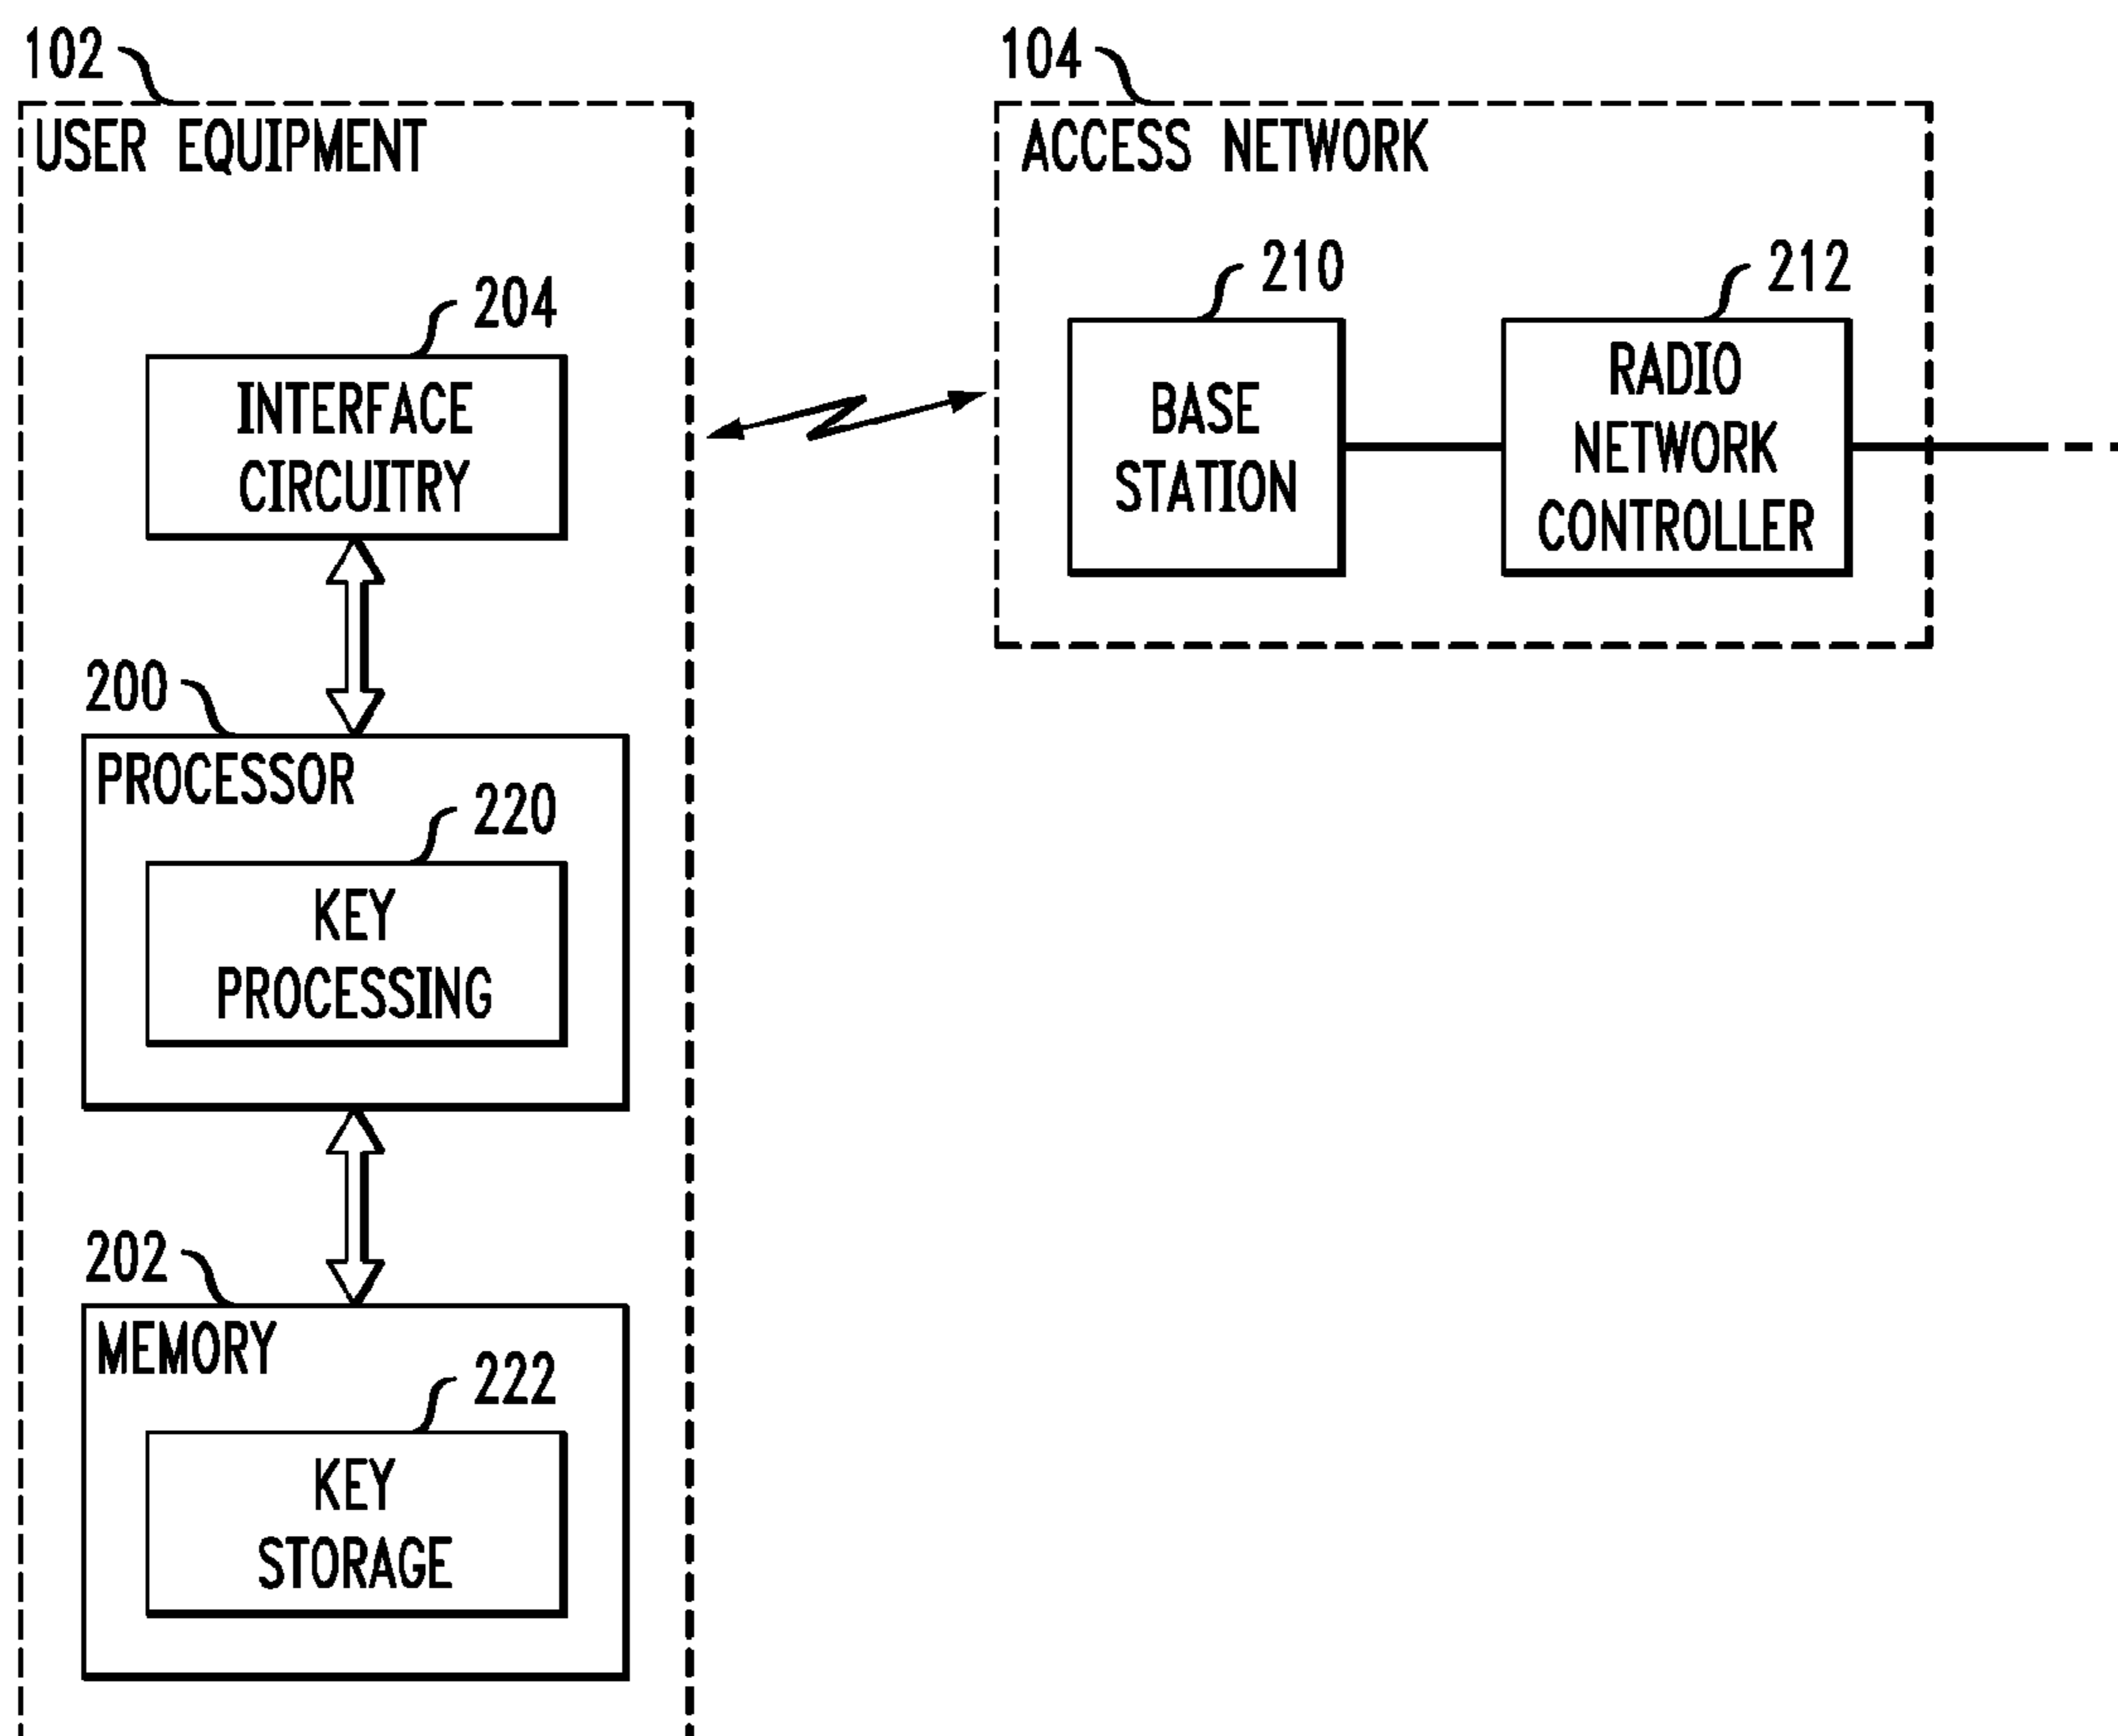 102
USER EQUIPMENT
204
INTERFACE
CIRCUITRY
200
PROCESSOR
220
KEY
PROCESSING
202
MEMORY
222
KEY
STORAGE
104
ACCESS NETWORK
210
BASE
STATION
212
RADIO
NETWORK
CONTROLLER